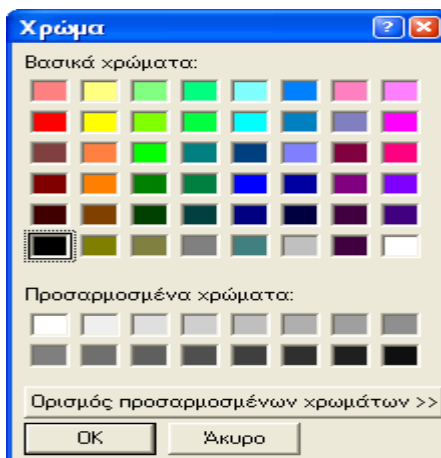 Χρώμα
Βασικά χρώματα:
Προσαρμοσμένα χρώματα:
Ορισμός προσαρμοσμένων χρωμάτων >>
OK
Άκυρο